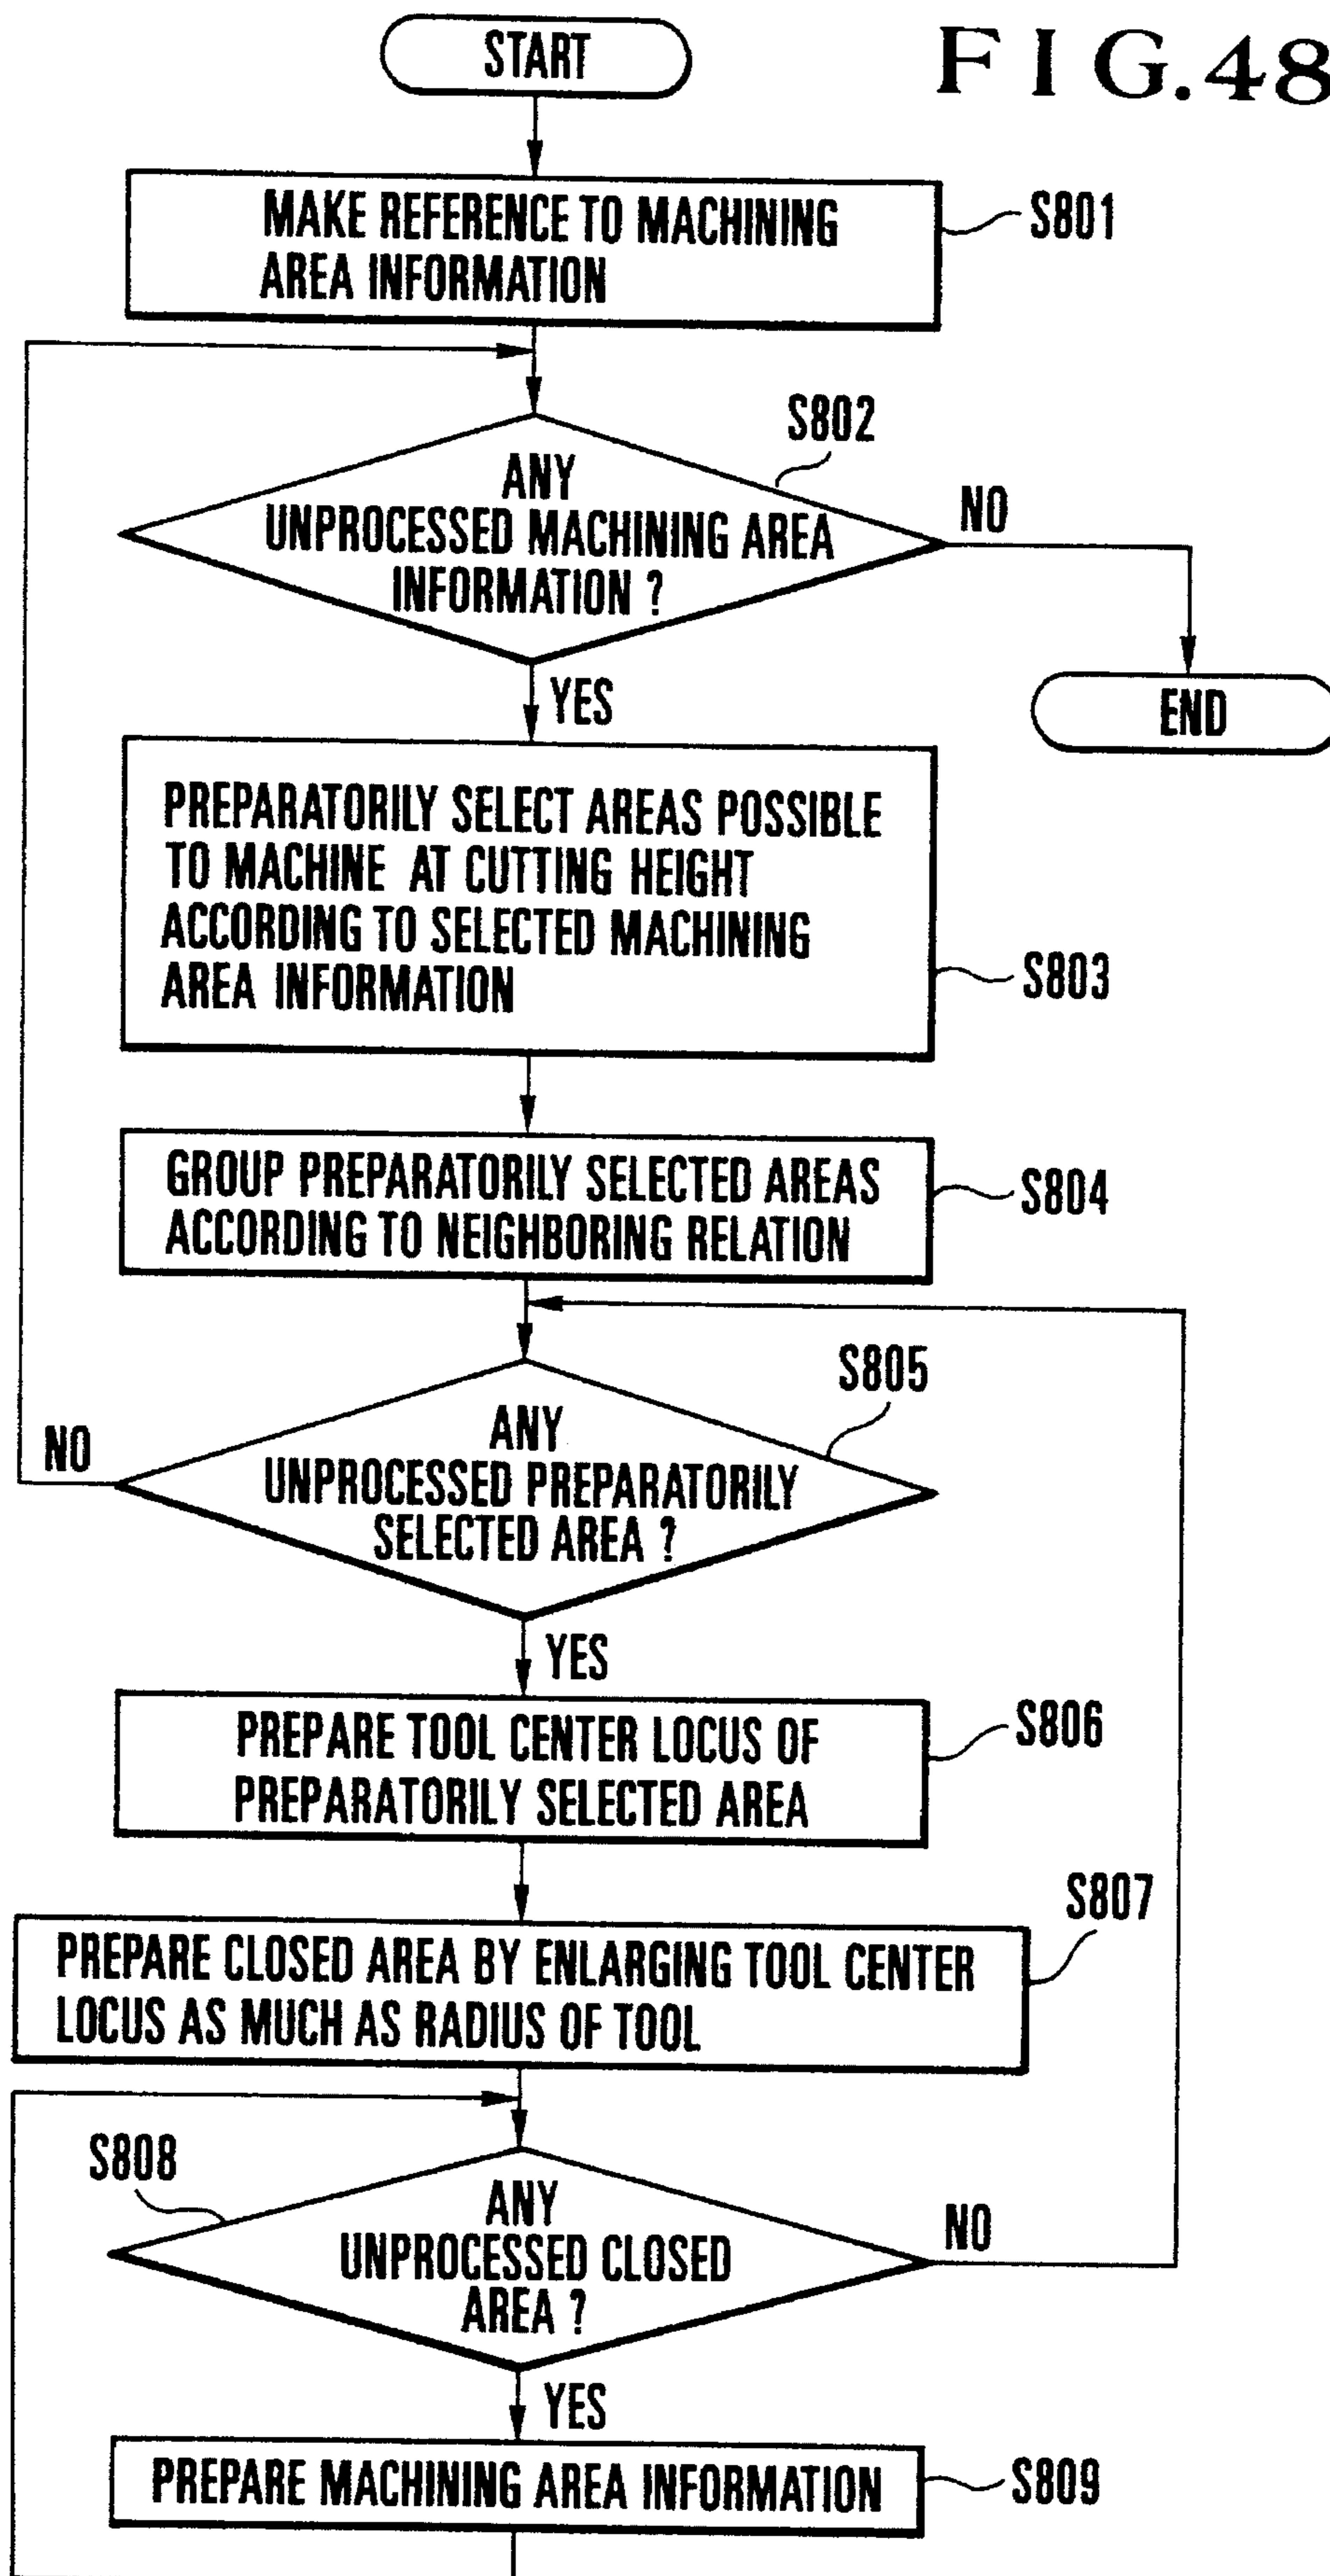 START
FIG.48
MAKE REFERENCE TO MACHINING
AREA INFORMATION
S801
S802
ANY
UNPROCESSED MACHINING AREA
INFORMATION ?
NO
YES
END
PREPARATORILY SELECT AREAS POSSIBLE
TO MACHINE AT CUTTING HEIGHT
ACCORDING TO SELECTED MACHINING
AREA INFORMATION
S803
GROUP PREPARATORILY SELECTED AREAS
ACCORDING TO NEIGHBORING RELATION
S804
S805
NO
ANY
UNPROCESSED PREPARATORILY
SELECTED AREA ?
YES
PREPARE TOOL CENTER LOCUS OF
PREPARATORILY SELECTED AREA
S806
S807
PREPARE CLOSED AREA BY ENLARGING TOOL CENTER
LOCUS AS MUCH AS RADIUS OF TOOL
S808
ANY
UNPROCESSED CLOSED
AREA ?
NO
YES
PREPARE MACHINING AREA INFORMATION
S809